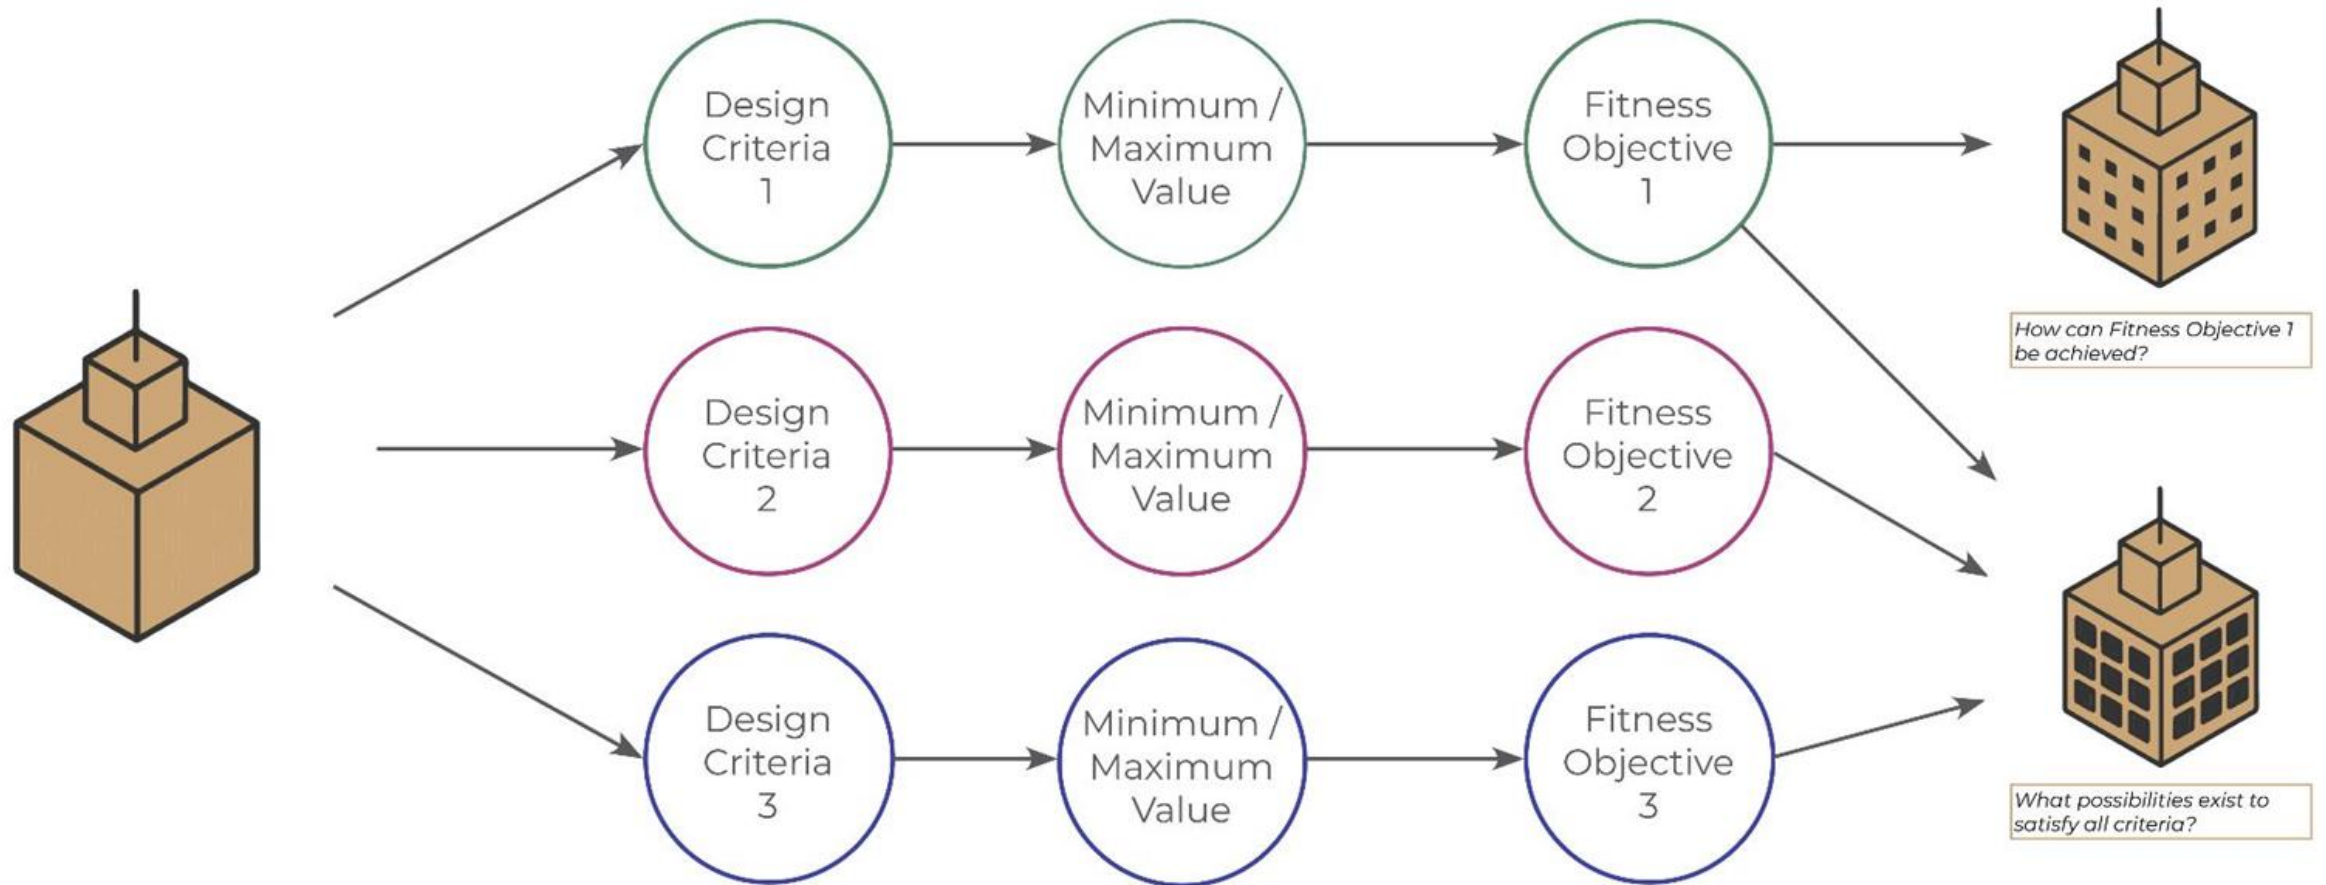 Design
Criteria
1
Minimum /
Maximum
Value
Fitness
Objective
1
How can Fitness Objective 1
be achieved?
Design
Criteria
2
Minimum /
Maximum
Value
Fitness
Objective
2
Design
Criteria
3
Minimum /
Maximum
Value
Fitness
Objective
3
What possibilities exist to
satisfy all criteria?